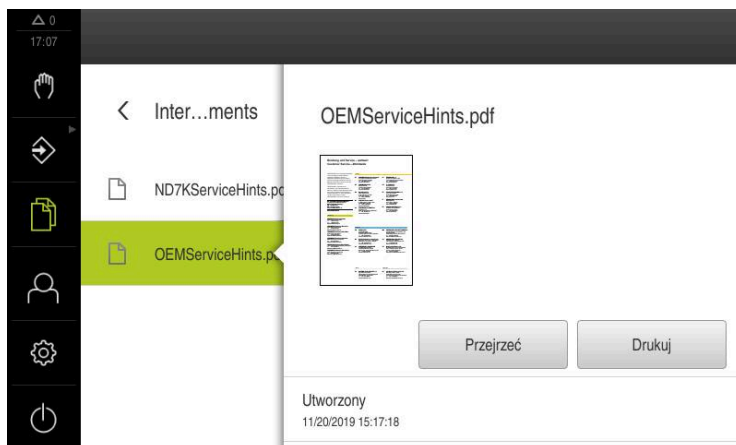 0
17:07
Inter…ments
OEMServiceHints.pdf
ND7KServiceHints.pd
OEMServiceHints.p
Przejrzeć
Drukuj
Utworzony
11/20/2019 15:17:18